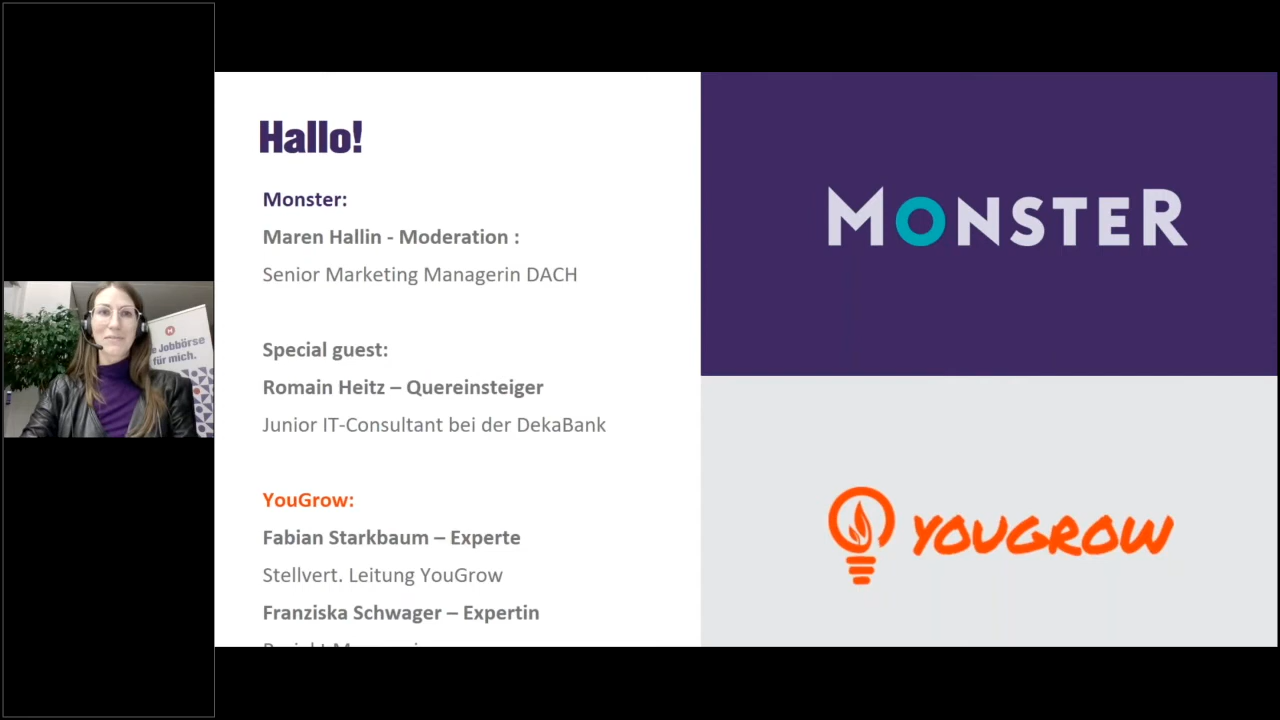 Hallo!
Monster:
Maren Hallin - Moderation :
Senior Marketing Managerin DACH
Special guest:
Romain Heitz – Quereinsteiger
Junior IT-Consultant bei der DekaBank
YouGrow:
Fabian Starkbaum – Experte
Stellvert. Leitung YouGrow
Franziska Schwager – Expertin
MONSTER
YOUGROW
Jobbörse
für mich.